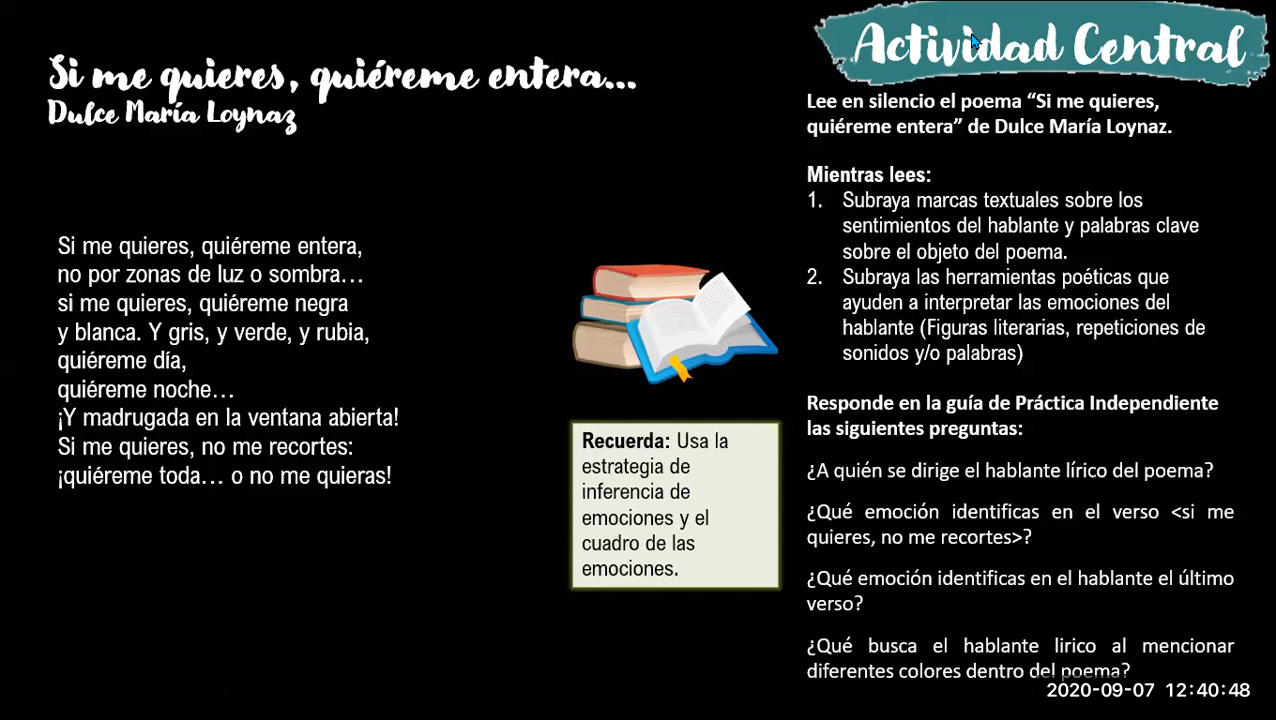 Si me quieres, quiéreme entera...
Dulce María Loynaz
Si me quieres, quiéreme entera,
no por zonas de luz o sombra…
si me quieres, quiéreme negra
y blanca. Y gris, y verde, y rubia,
quiéreme día,
quiéreme noche…
¡Y madrugada en la ventana abierta!
Si me quieres, no me recortes:
¡quiéreme toda… o no me quieras!
Recuerda: Usa la
estrategia de
inferencia de
emociones y el
cuadro de las
emociones.
Actividad Central
Lee en silencio el poema “Si me quieres,
quiéreme entera” de Dulce María Loynaz.
Mientras lees:
1. Subraya marcas textuales sobre los
sentimientos del hablante y palabras clave
sobre el objeto del poema.
2. Subraya las herramientas poéticas que
ayuden a interpretar las emociones del
hablante (Figuras literarias, repeticiones de
sonidos y/o palabras)
Responde en la guía de Práctica Independiente
las siguientes preguntas:
¿A quién se dirige el hablante lírico del poema?
¿Qué emoción identificas en el verso <si me
quieres, no me recortes>?
¿Qué emoción identificas en el hablante el último
verso?
¿Qué busca el hablante lirico al mencionar
diferentes colores dentro del poema?
2020-09-07 12:40:48